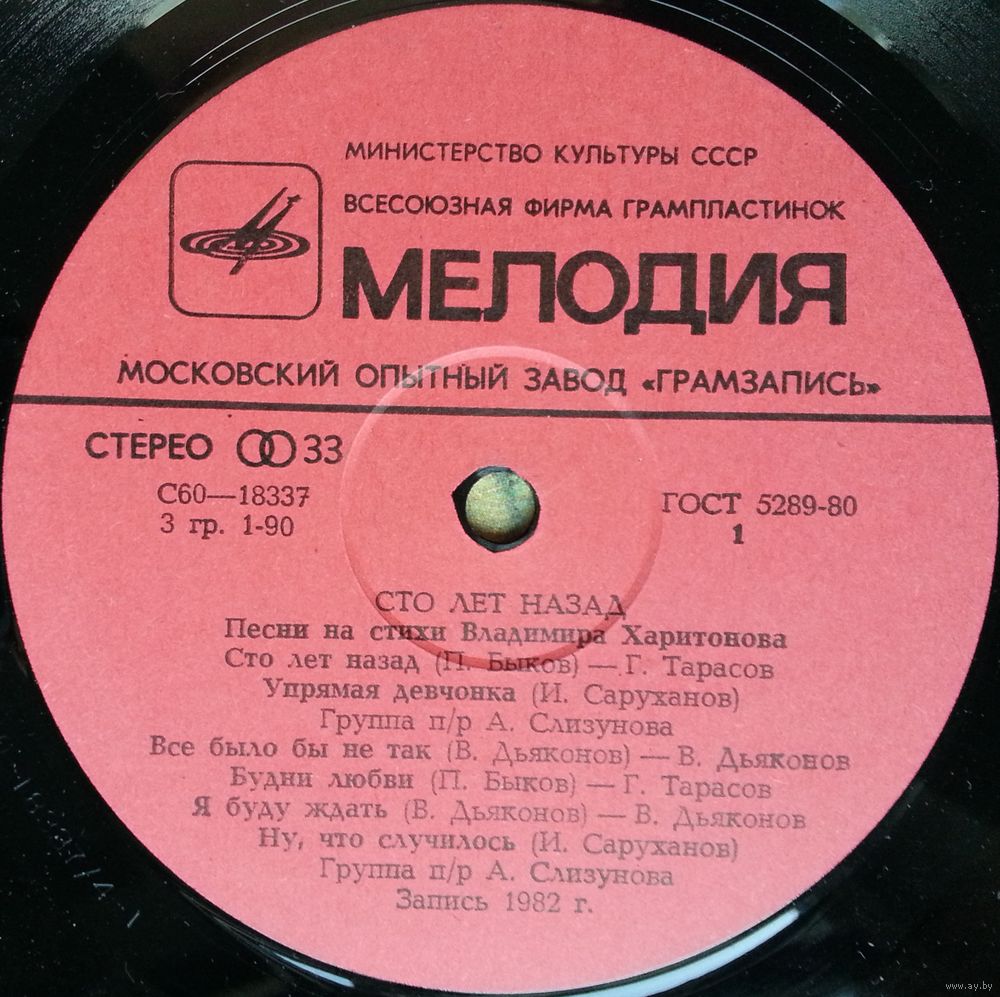 МИНИСТЕРСТВО КУЛЬТУРЫ СССР
ВСЕСОЮЗНАЯ ФИРМА ГРАМПЛАСТИНОК
МЕЛОДИЯ
МОСКОВСКИЙ ОПЫТНЫЙ ЗАВОД «ГРАМЗАПИСЬ»
СТЕРЕО 33
С60—18337
3 гр. 1-90
ГОСТ 5289-80
1
СТО ЛЕТ НАЗАД
Песни на стихи Владимира Харитонова
Сто лет назад (П. Быков) — Г. Тарасов
Упрямая девчонка (И. Саруханов)
Группа п/р А. Слизунова
Все было бы не так (В. Дьяконов) — В. Дьяконов
Будни любви (П. Быков) — Г. Тарасов
Я буду ждать (В. Дьяконов) — В. Дьяконов
Ну, что случилось (И. Саруханов)
Группа п/р А. Слизунова
Запись 1982 г.
www.ay.by